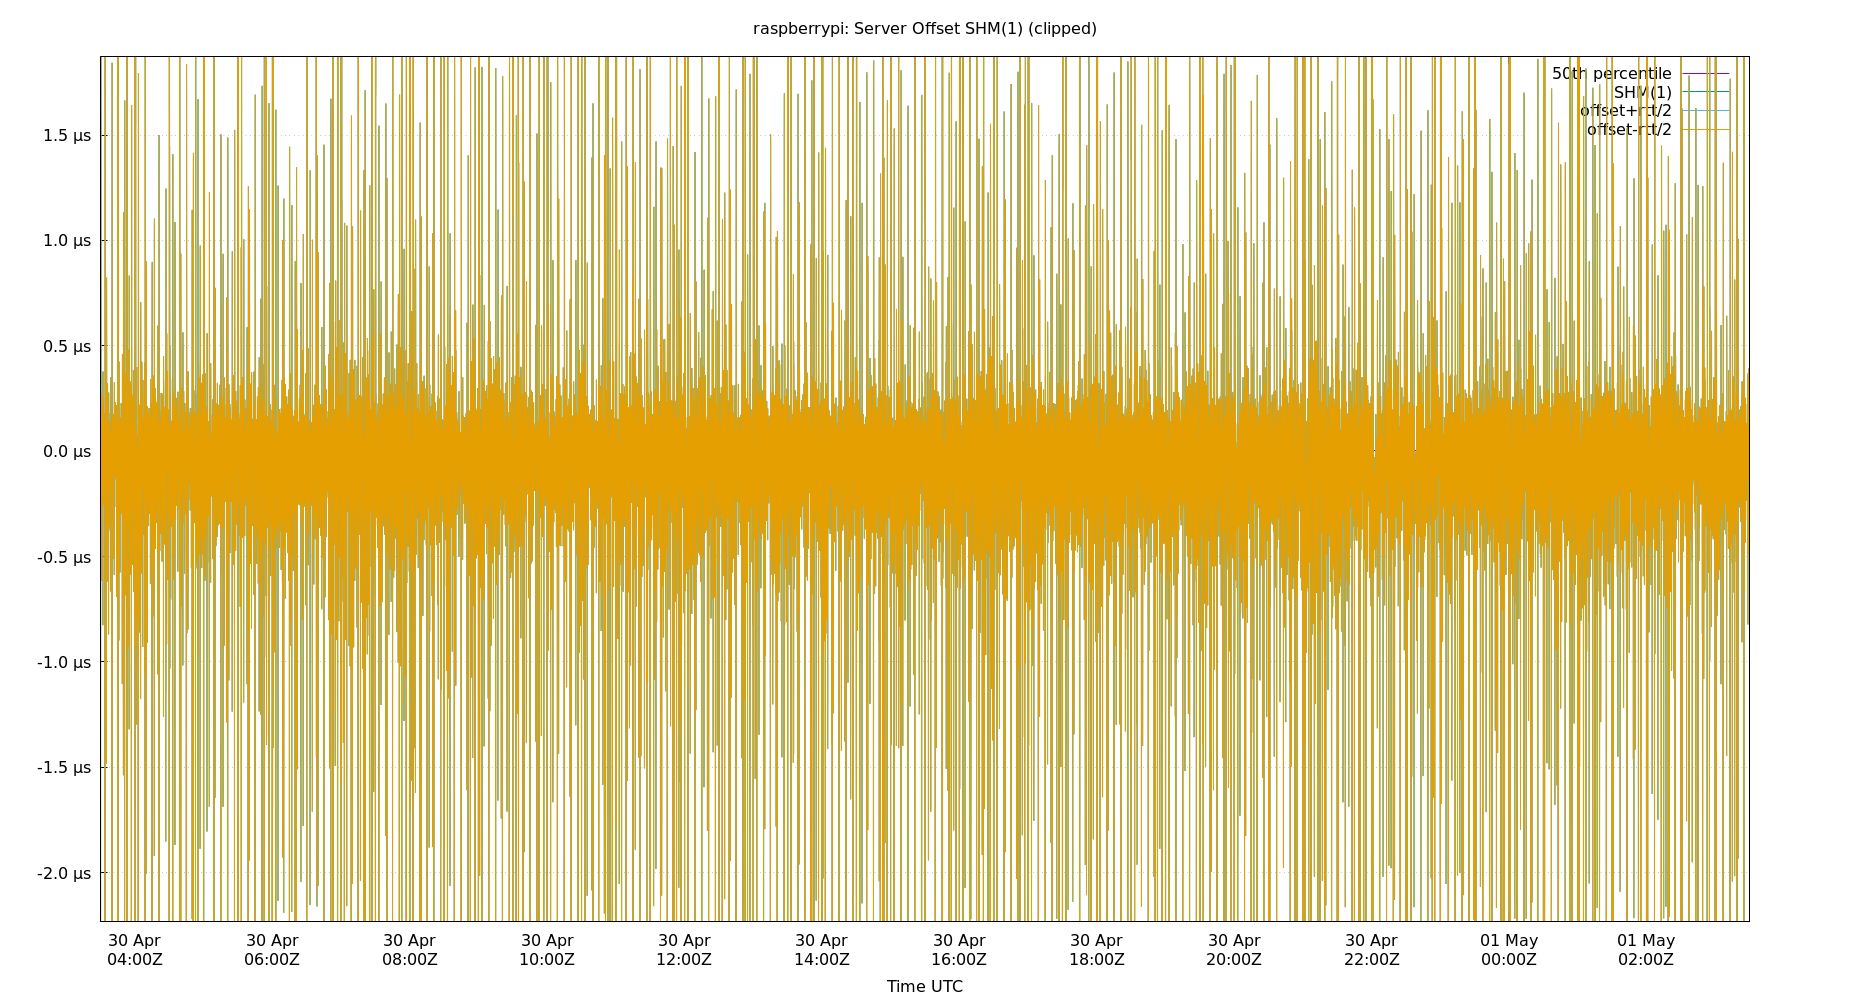 raspberrypi: Server Offset SHM(1) (clipped)
50th percentile
SHM(1)
offset+rtt/2
offset-rtt/2
1.5 µs
1.0 µs
0.5 µs
0.0 µs
-0.5 µs
-1.0 µs
-1.5 µs
-2.0 µs
30 Apr 30 Apr 30 Apr 30 Apr 30 Apr 30 Apr 30 Apr 30 Apr 30 Apr 30 Apr 01 May 01 May
04:00Z 06:00Z 08:00Z 10:00Z 12:00Z 14:00Z 16:00Z 18:00Z 20:00Z 22:00Z 00:00Z 02:00Z
Time UTC